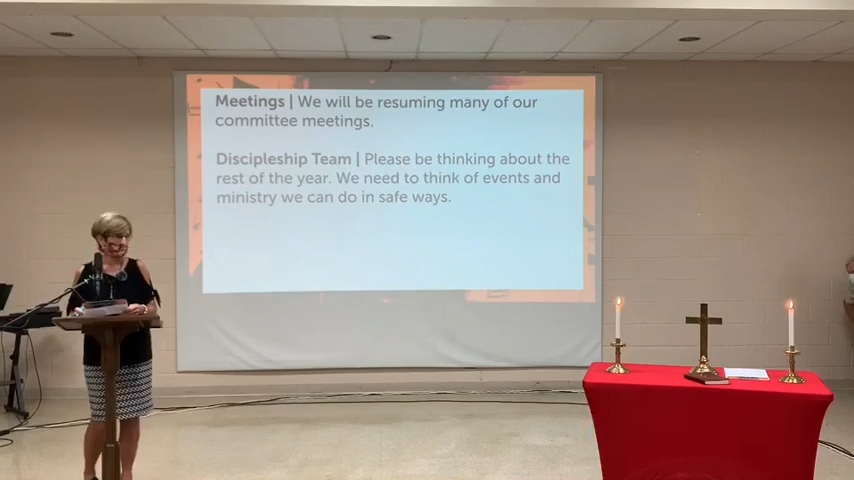 Meetings | We will be resuming many of our
committee meetings.
Discipleship Team | Please be thinking about the
rest of the year. We need to think of events and
ministry we can do in safe ways.